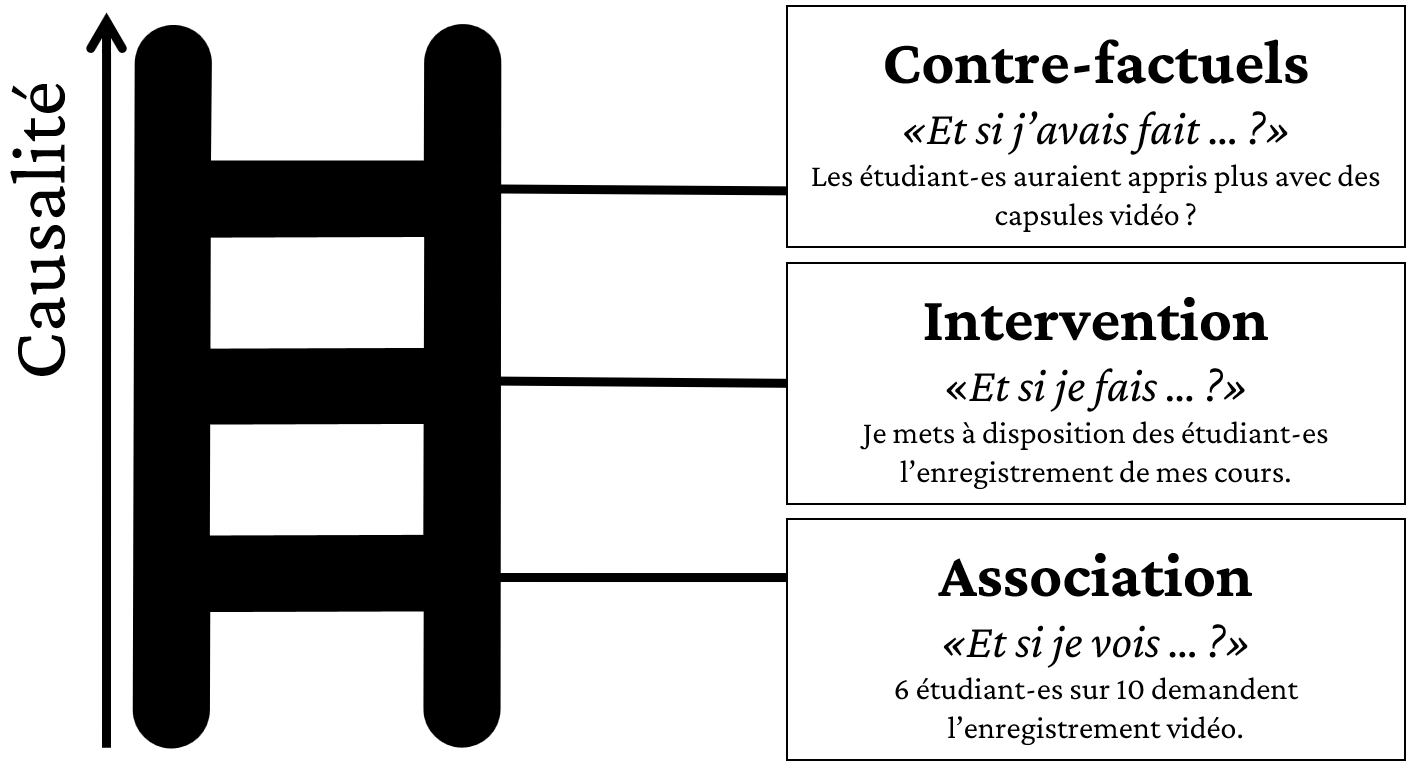 Causalité
Contre-factuels
«Et si j’avais fait ... ?»
Les étudiant-es auraient appris plus avec des
capsules vidéo ?
Intervention
«Et si je fais ... ?»
Je mets à disposition des étudiant-es
l’enregistrement de mes cours.
Association
«Et si je vois ... ?»
6 étudiant-es sur 10 demandent
l’enregistrement vidéo.